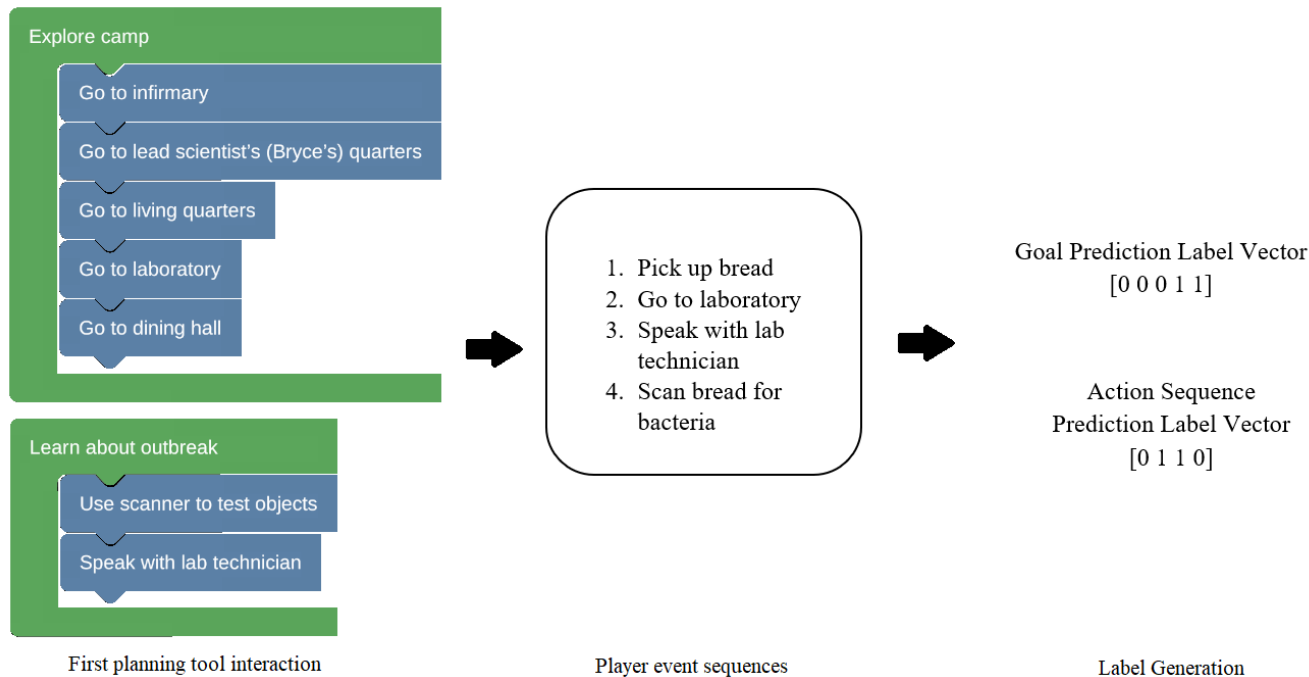 Explore camp
Go to infirmary
Go to lead scientist's (Bryce's) quarters
Go to living quarters
Go to laboratory
Go to dining hall
Learn about outbreak
Use scanner to test objects
Speak with lab technician
First planning tool interaction
1. Pick up bread
2. Go to laboratory
3. Speak with lab
technician
4. Scan bread for
bacteria
Player event sequences
Goal Prediction Label Vector
[0 0 0 1 1]
Action Sequence
Prediction Label Vector
[0 1 1 0]
Label Generation